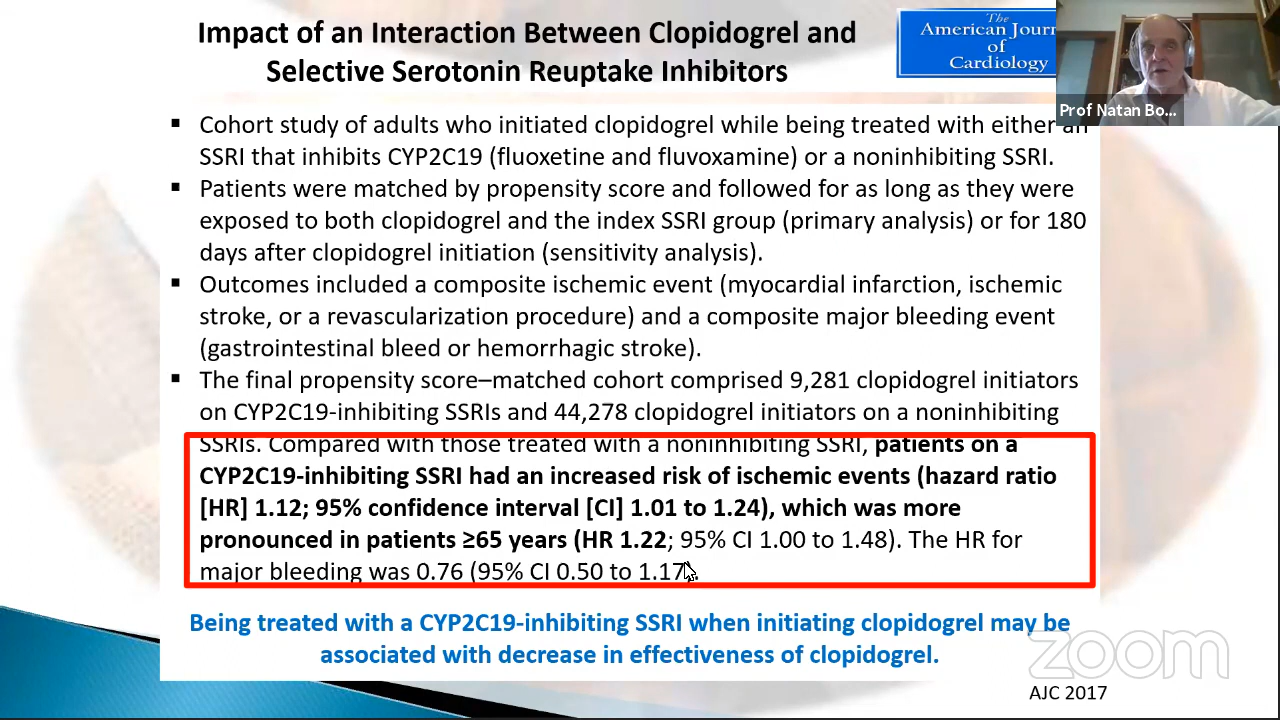 Impact of an Interaction Between Clopidogrel and
Selective Serotonin Reuptake Inhibitors
The
American Jour
of
Cardiology
Prof Natan Bo...
▪ Cohort study of adults who initiated clopidogrel while being treated with either an
SSRI that inhibits CYP2C19 (fluoxetine and fluvoxamine) or a noninhibiting SSRI.
▪ Patients were matched by propensity score and followed for as long as they were
exposed to both clopidogrel and the index SSRI group (primary analysis) or for 180
days after clopidogrel initiation (sensitivity analysis).
▪ Outcomes included a composite ischemic event (myocardial infarction, ischemic
stroke, or a revascularization procedure) and a composite major bleeding event
(gastrointestinal bleed or hemorrhagic stroke).
▪ The final propensity score–matched cohort comprised 9,281 clopidogrel initiators
on CYP2C19-inhibiting SSRIs and 44,278 clopidogrel initiators on a noninhibiting
SSRIs. Compared with those treated with a noninhibiting SSRI, patients on a
CYP2C19-inhibiting SSRI had an increased risk of ischemic events (hazard ratio
[HR] 1.12; 95% confidence interval [CI] 1.01 to 1.24), which was more
pronounced in patients ≥65 years (HR 1.22; 95% CI 1.00 to 1.48). The HR for
major bleeding was 0.76 (95% CI 0.50 to 1.17).
Being treated with a CYP2C19-inhibiting SSRI when initiating clopidogrel may be
associated with decrease in effectiveness of clopidogrel.
zoom
AJC 2017